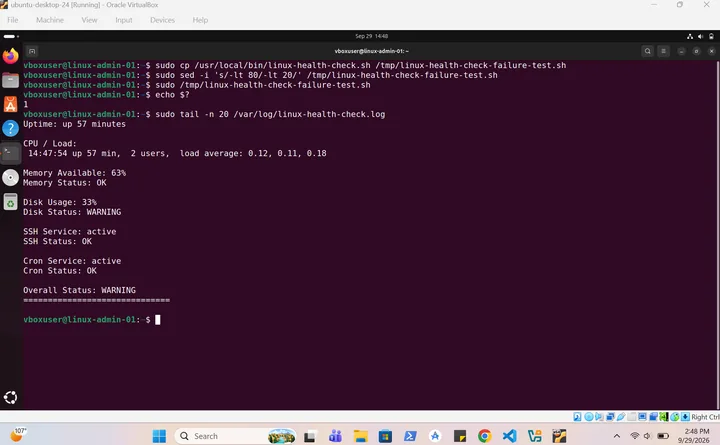 ubuntu-desktop-24 [Running] - Oracle VirtualBox
File Machine View Input Devices Help
Sep 29 14:48
vboxuser@linux-admin-01: ~
vboxuser@linux-admin-01:~$ sudo cp /usr/local/bin/linux-health-check.sh /tmp/linux-health-check-failure-test.sh
vboxuser@linux-admin-01:~$ sudo sed -i 's/-lt 80/-lt 20/' /tmp/linux-health-check-failure-test.sh
vboxuser@linux-admin-01:~$ sudo /tmp/linux-health-check-failure-test.sh
vboxuser@linux-admin-01:~$ echo $?
1
vboxuser@linux-admin-01:~$ sudo tail -n 20 /var/log/linux-health-check.log
Uptime: up 57 minutes
CPU / Load:
14:47:54 up 57 min, 2 users, load average: 0.12, 0.11, 0.18
Memory Available: 63%
Memory Status: OK
Disk Usage: 33%
Disk Status: WARNING
SSH Service: active
SSH Status: OK
Cron Service: active
Cron Status: OK
Overall Status: WARNING
==============================
vboxuser@linux-admin-01:~$
Right Ctrl
107°
Search
2:48 PM
9/29/2026